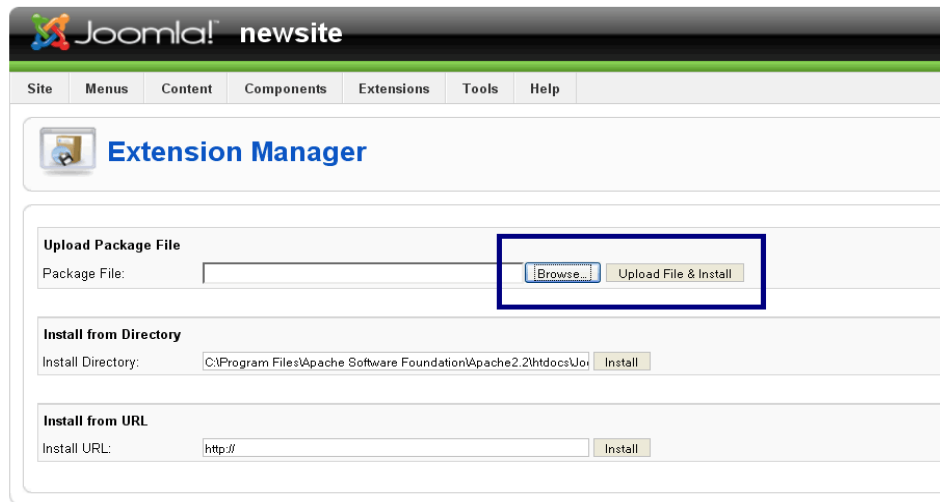 Joomla! newsite
Site Menus Content Components Extensions Tools Help
Extension Manager
Upload Package File
Package File: Browse... Upload File & Install
Install from Directory
Install Directory: C:\Program Files\Apache Software Foundation\Apache2.2\htdocs\Joo Install
Install from URL
Install URL: http:// Install